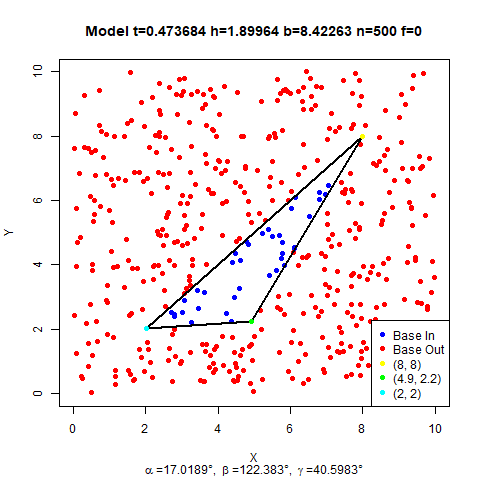 Model t=0.473684 h=1.89964 b=8.42263 n=500 f=0
10
8
6
4
2
0
Y
Base In
Base Out
(8, 8)
(4.9, 2.2)
(2, 2)
0 2 4 6 8 10
X
α=17.0189°, β=122.383°, γ=40.5983°